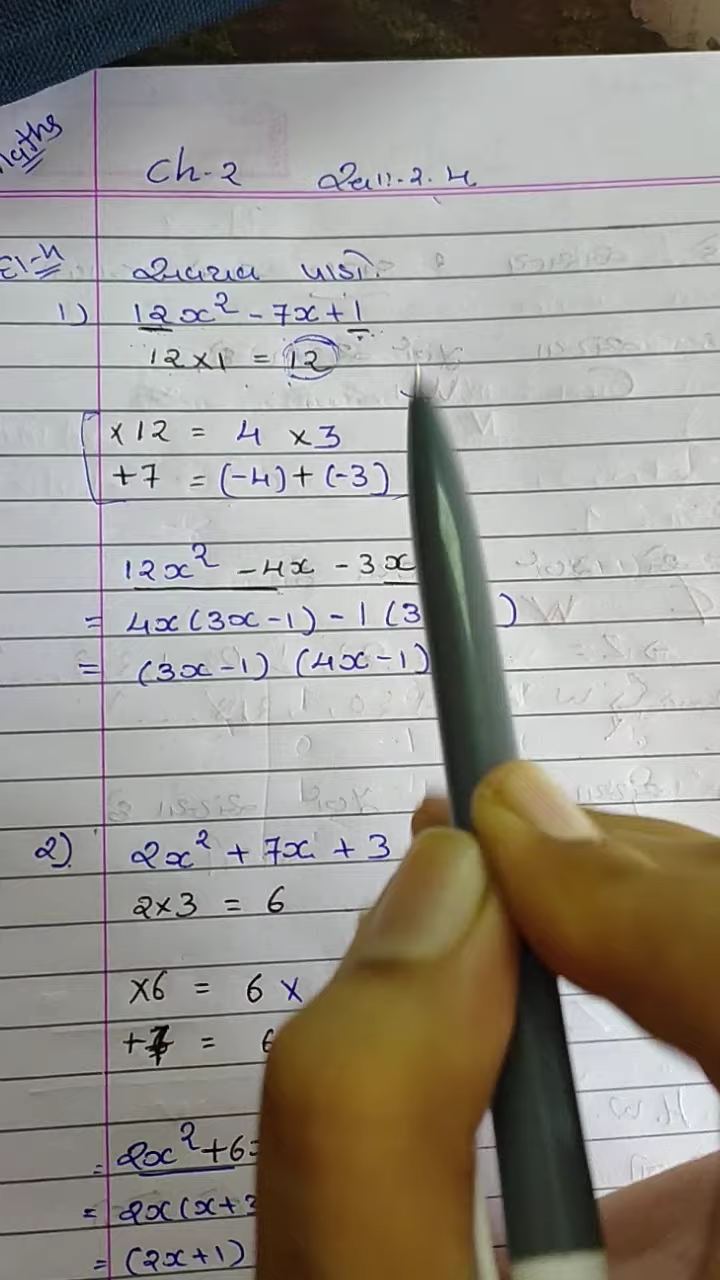 Maths
Ch-2 સ્વા.-2.4
દા-4
અવયવ પાડો.
1) 12x² - 7x + 1
12×1 = 12
×12 = 4 ×3
+7 = (-4) + (-3)
12x² - 4x - 3x
= 4x(3x-1) - 1(3 )
= (3x-1) (4x-1)
2) 2x² + 7x + 3
2×3 = 6
×6 = 6 ×
+7 = 6
= 2x² + 6
= 2x(x+3
= (2x+1)